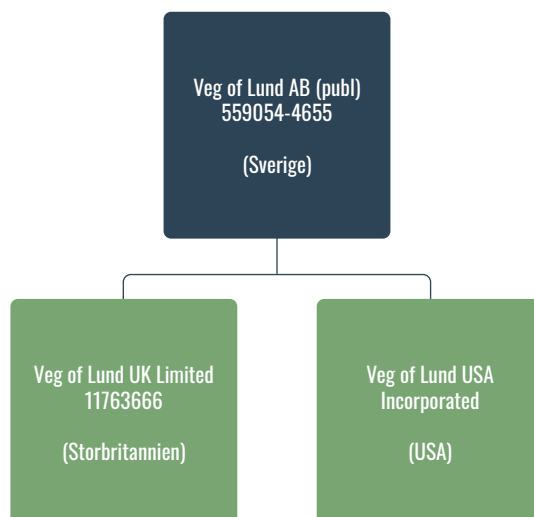 Veg of Lund AB (publ)
559054-4655
(Sverige)
Veg of Lund UK Limited
11763666
(Storbritannien)
Veg of Lund USA
Incorporated
(USA)